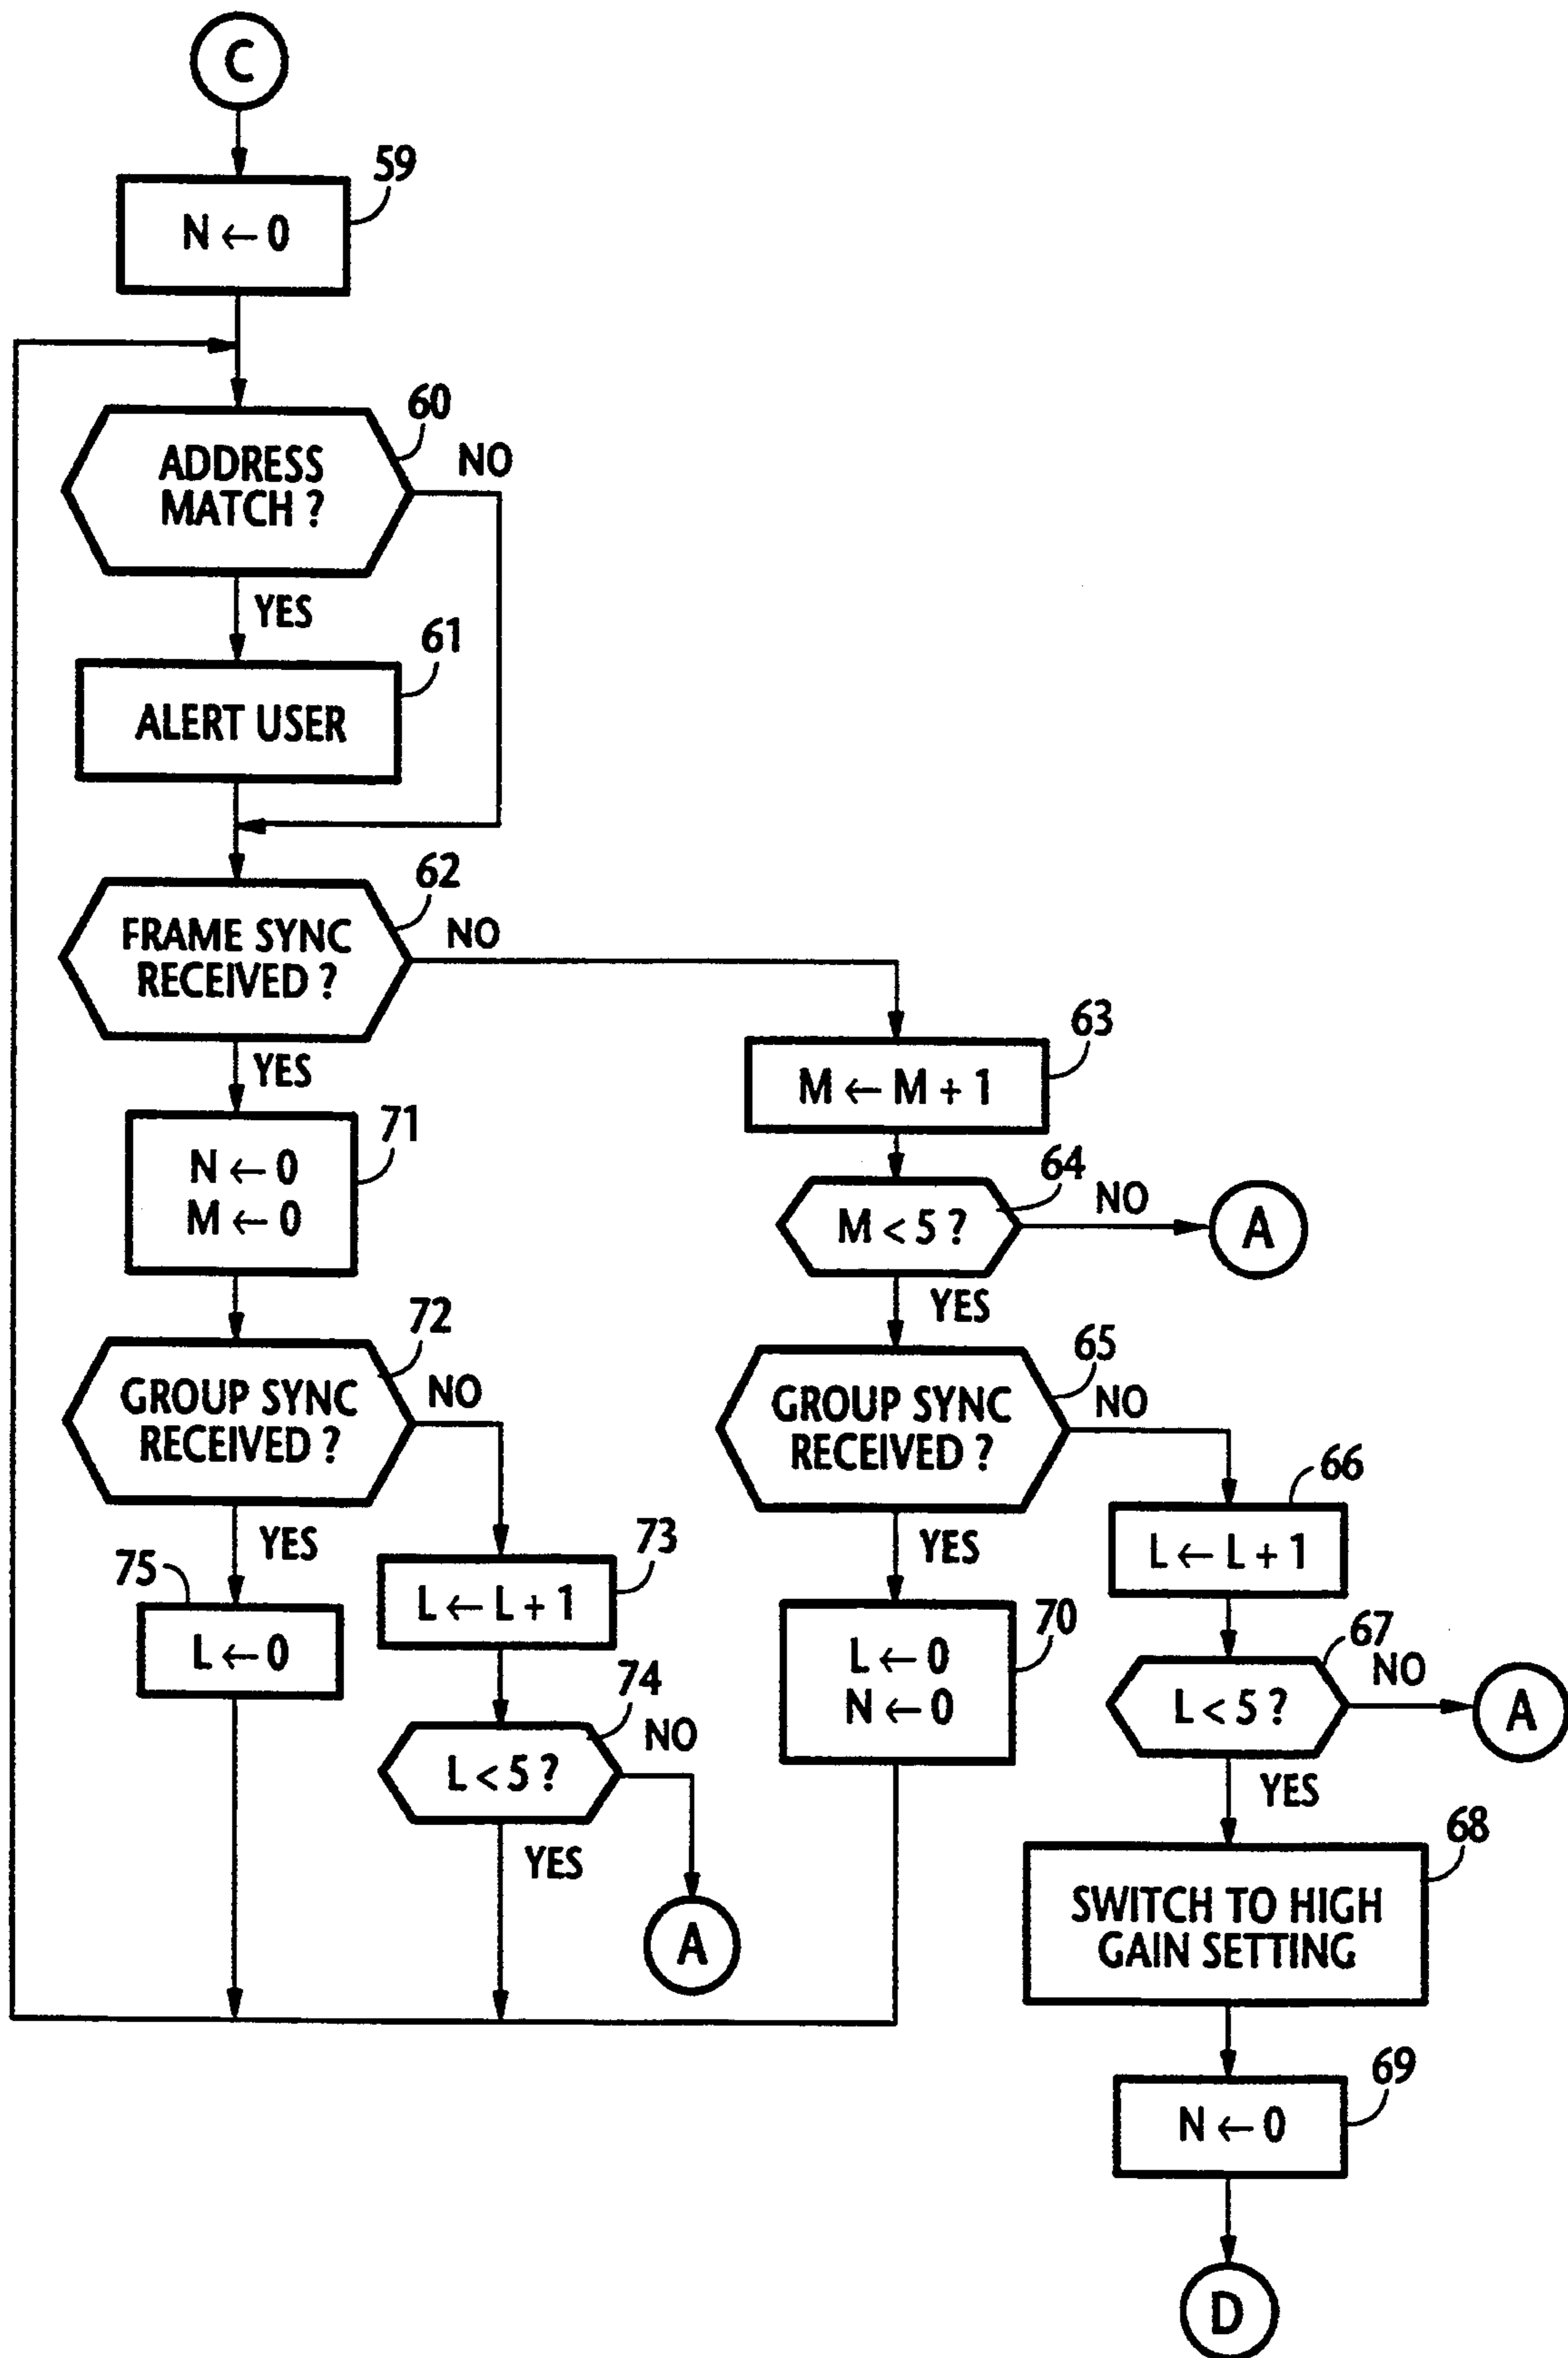 C
59
N ← 0
60
ADDRESS
MATCH ?
NO
YES
61
ALERT USER
62
FRAME SYNC
RECEIVED ?
NO
YES
63
M ← M + 1
64
M < 5 ?
NO
A
YES
71
N ← 0
M ← 0
72
GROUP SYNC
RECEIVED ?
NO
YES
65
GROUP SYNC
RECEIVED ?
NO
YES
66
L ← L + 1
73
L ← L + 1
75
L ← 0
74
L < 5 ?
NO
YES
A
70
L ← 0
N ← 0
67
L < 5 ?
NO
A
YES
68
SWITCH TO HIGH
GAIN SETTING
69
N ← 0
D